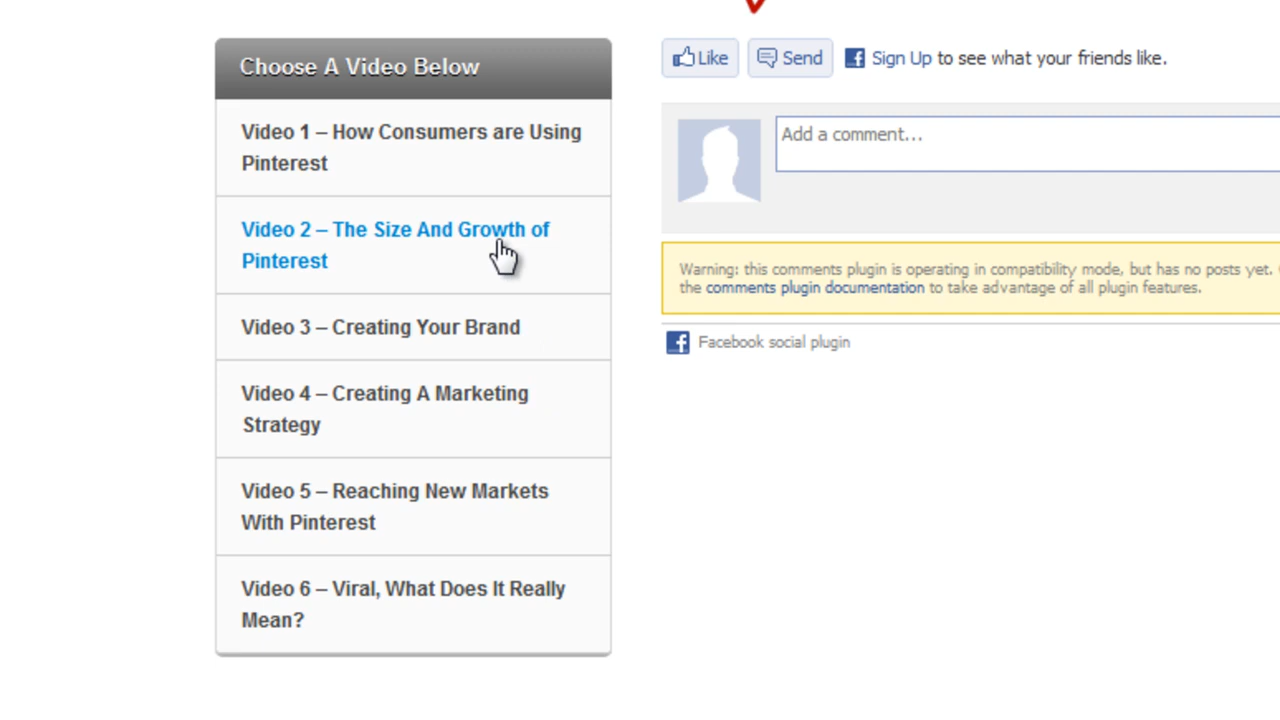 Choose A Video Below
Video 1 – How Consumers are Using
Pinterest
Video 2 – The Size And Growth of
Pinterest
Video 3 – Creating Your Brand
Video 4 – Creating A Marketing
Strategy
Video 5 – Reaching New Markets
With Pinterest
Video 6 – Viral, What Does It Really
Mean?
Like Send Sign Up to see what your friends like.
Add a comment...
Warning: this comments plugin is operating in compatibility mode, but has no posts yet.
the comments plugin documentation to take advantage of all plugin features.
Facebook social plugin